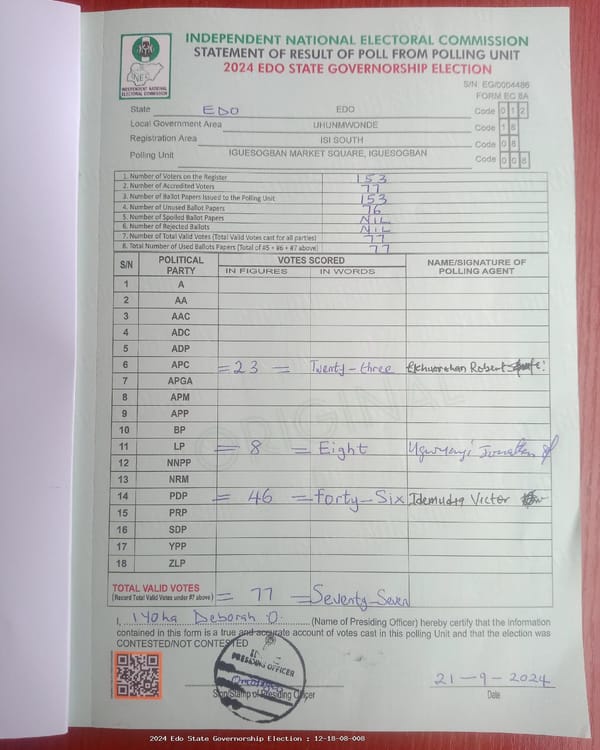 INDEPENDENT NATIONAL ELECTORAL COMMISSION
STATEMENT OF RESULT OF POLL FROM POLLING UNIT
2024 EDO STATE GOVERNORSHIP ELECTION
INDEPENDENT NATIONAL
ELECTORAL COMMISSION
S/N: EG/0004486
FORM EC 8A
State EDO EDO Code 0 1 2
Local Government Area UHUNMWONDE Code 1 8
Registration Area ISI SOUTH Code 0 8
Polling Unit IGUESOGBAN MARKET SQUARE, IGUESOGBAN Code 0 0 8
1. Number of Voters on the Register 153
2. Number of Accredited Voters 77
3. Number of Ballot Papers Issued to the Polling Unit 153
4. Number of Unused Ballot Papers 76
5. Number of Spoiled Ballot Papers NIL
6. Number of Rejected Ballots NIL
7. Number of Total Valid Votes (Total Valid Votes cast for all parties) 77
8. Total Number of Used Ballots Papers (Total of #5 + #6 + #7 above) 77
S/N POLITICAL PARTY VOTES SCORED NAME/SIGNATURE OF POLLING AGENT
IN FIGURES IN WORDS
1 A
2 AA
3 AAC
4 ADC
5 ADP
6 APC =23= Twenty-three Robert
7 APGA
8 APM
9 APP
10 BP
11 LP =8= Eight
12 NNPP
13 NRM
14 PDP =46= forty-Six Idemudia Victor
15 PRP
16 SDP
17 YPP
18 ZLP
ORIGINAL
TOTAL VALID VOTES = 77 = Seventy-Seven
(Record Total Valid Votes under #7 above)
I, Iyoha Deborah O. (Name of Presiding Officer) hereby certify that the information
contained in this form is a true and accurate account of votes cast in this polling Unit and that the election was
CONTESTED/NOT CONTESTED
PRESIDING OFFICER
Sign/Stamp of Presiding Officer
21-9-2024
Date
2024 Edo State Governorship Election : 12-18-08-008